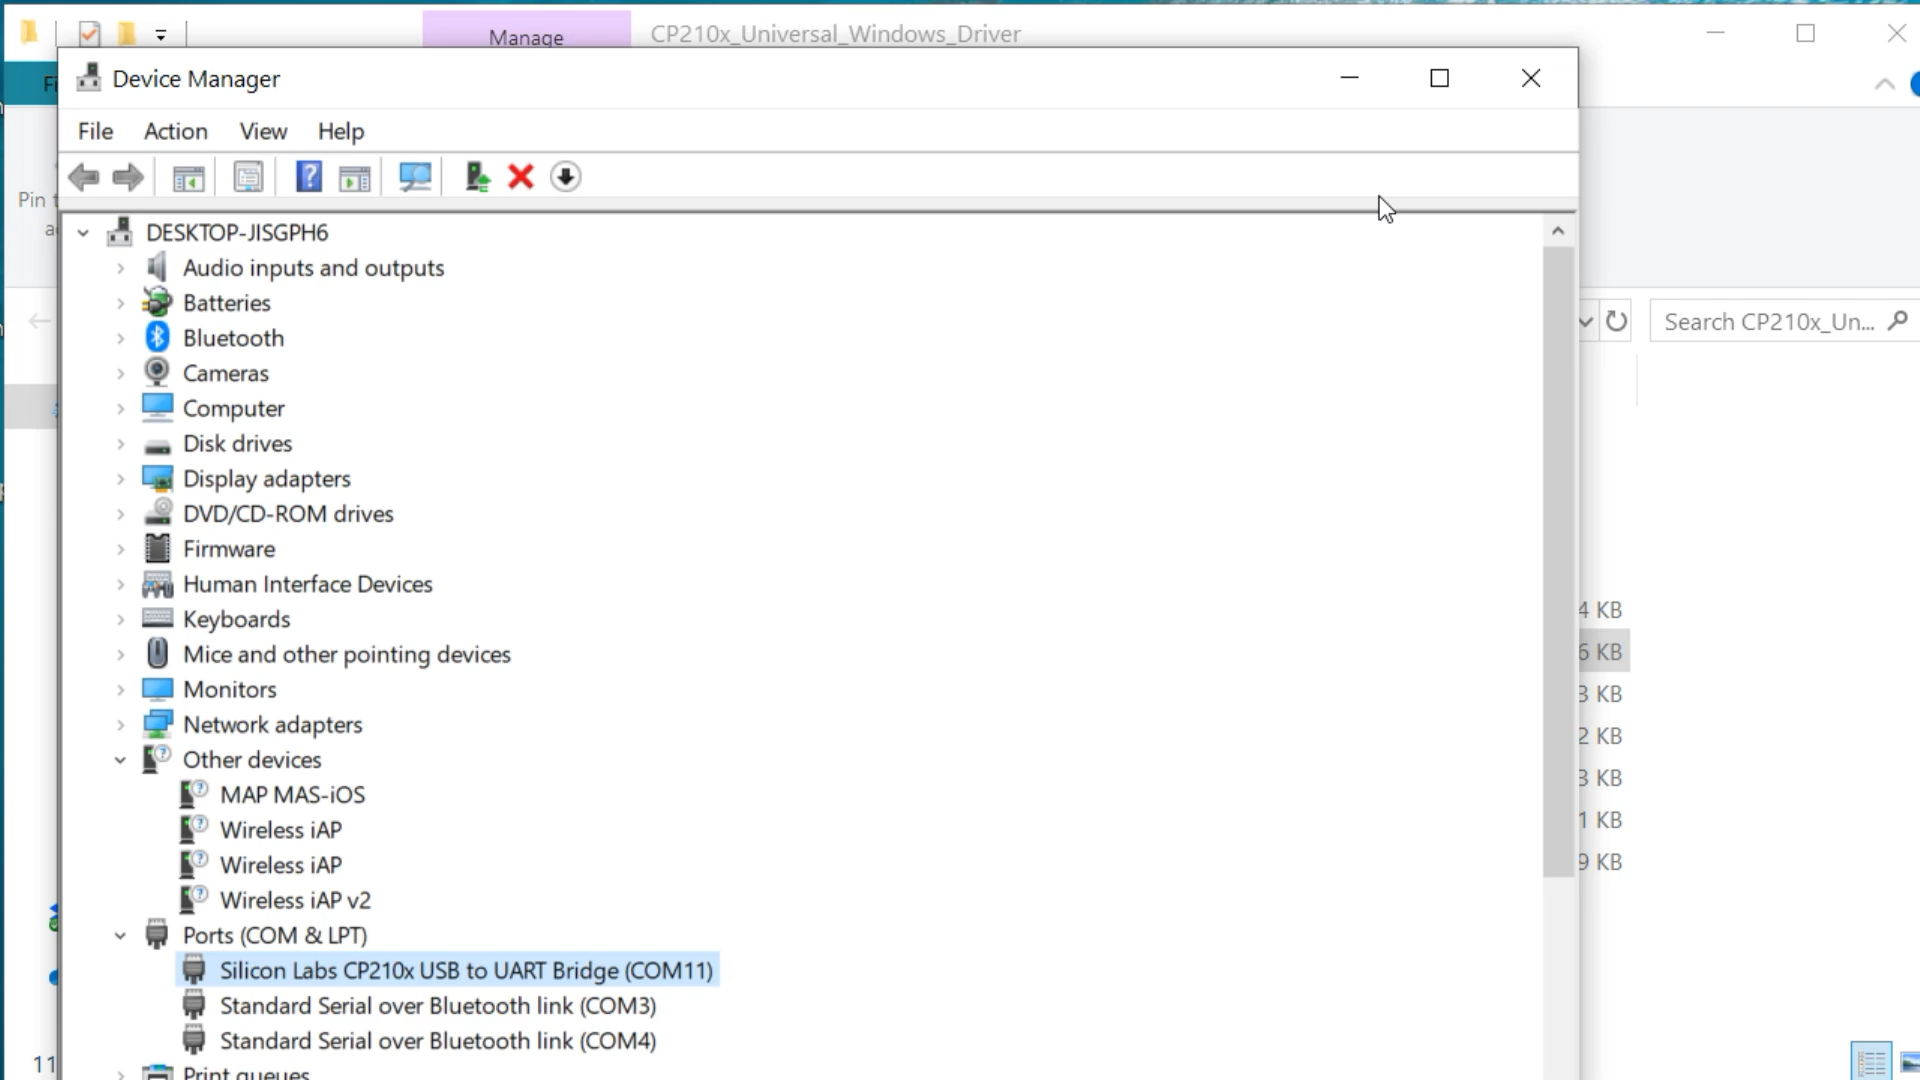 Manage
CP210x_Universal_Windows_Driver
Device Manager
File Action View Help
Pin
DESKTOP-JISGPH6
Audio inputs and outputs
Batteries
Bluetooth
Cameras
Computer
Disk drives
Display adapters
DVD/CD-ROM drives
Firmware
Human Interface Devices
Keyboards
Mice and other pointing devices
Monitors
Network adapters
Other devices
MAP MAS-iOS
Wireless iAP
Wireless iAP
Wireless iAP v2
Ports (COM & LPT)
Silicon Labs CP210x USB to UART Bridge (COM11)
Standard Serial over Bluetooth link (COM3)
Standard Serial over Bluetooth link (COM4)
Print queues
Search CP210x_Un...
4 KB
6 KB
3 KB
2 KB
3 KB
1 KB
9 KB
11